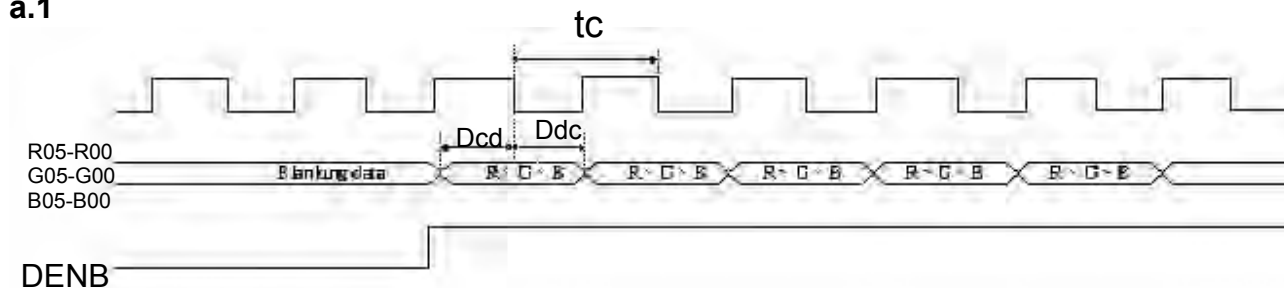 a.1
tc
Dcd Ddc
R05-R00
G05-G00 Blanking data R - G - B R - G - B R - G - B R - G - B R - G - B
B05-B00
DENB